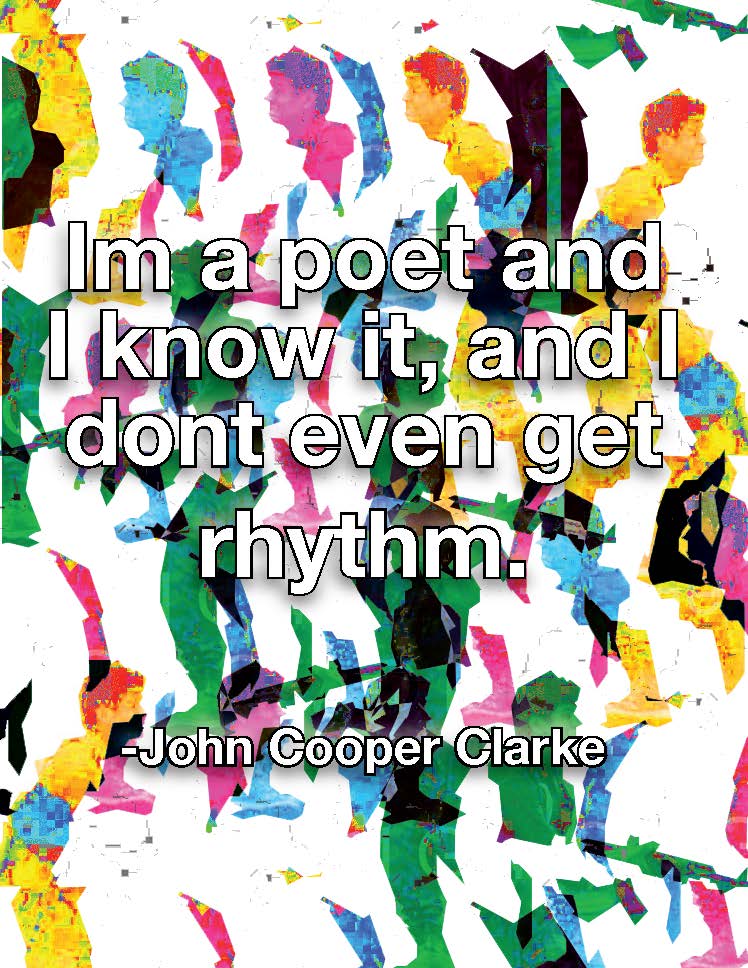 Im a poet and
I know it, and I
dont even get
rhythm.
-John Cooper Clarke